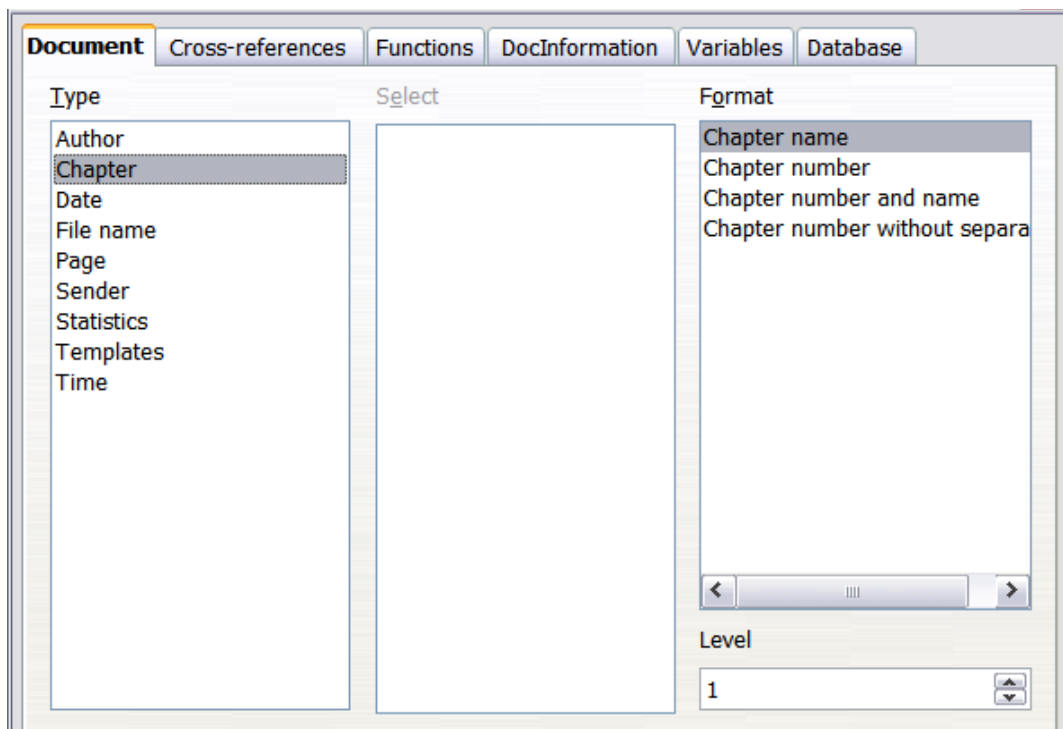 Document Cross-references Functions DocInformation Variables Database
Type
Author
Chapter
Date
File name
Page
Sender
Statistics
Templates
Time
Select
Format
Chapter name
Chapter number
Chapter number and name
Chapter number without separa
Level
1